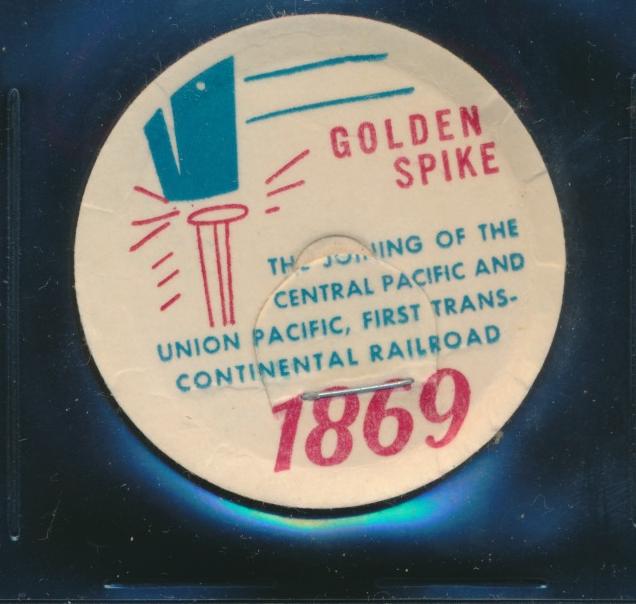 GOLDEN
SPIKE
THE JOINING OF THE
CENTRAL PACIFIC AND
UNION PACIFIC, FIRST TRANS-
CONTINENTAL RAILROAD
1869